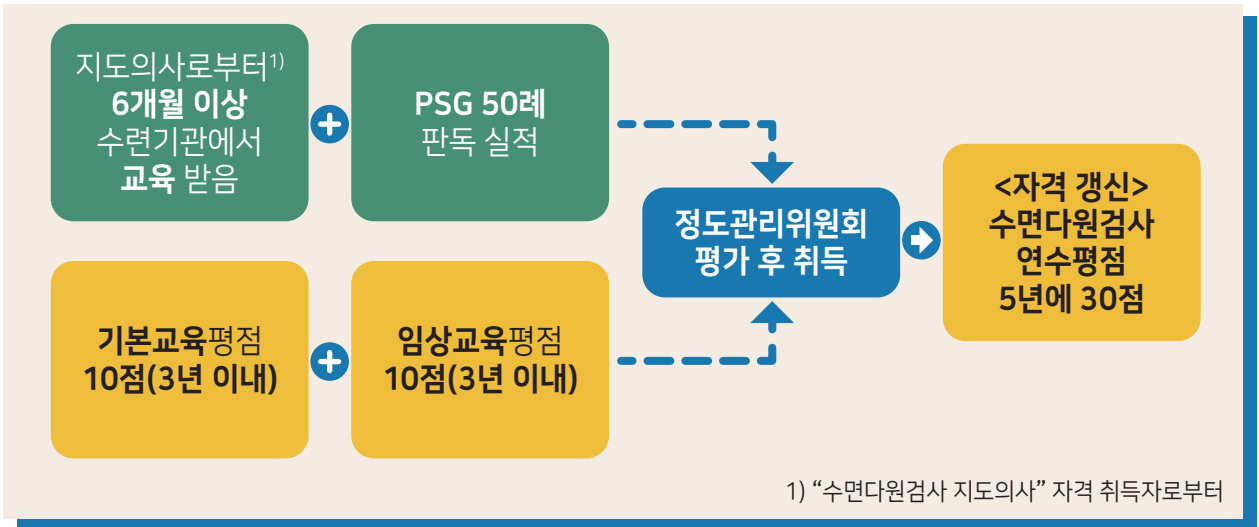 지도의사로부터1)
6개월 이상
수련기관에서
교육 받음
PSG 50례
판독 실적
기본교육평점
10점(3년 이내)
임상교육평점
10점(3년 이내)
정도관리위원회
평가 후 취득
<자격 갱신>
수면다원검사
연수평점
5년에 30점
1) “수면다원검사 지도의사” 자격 취득자로부터